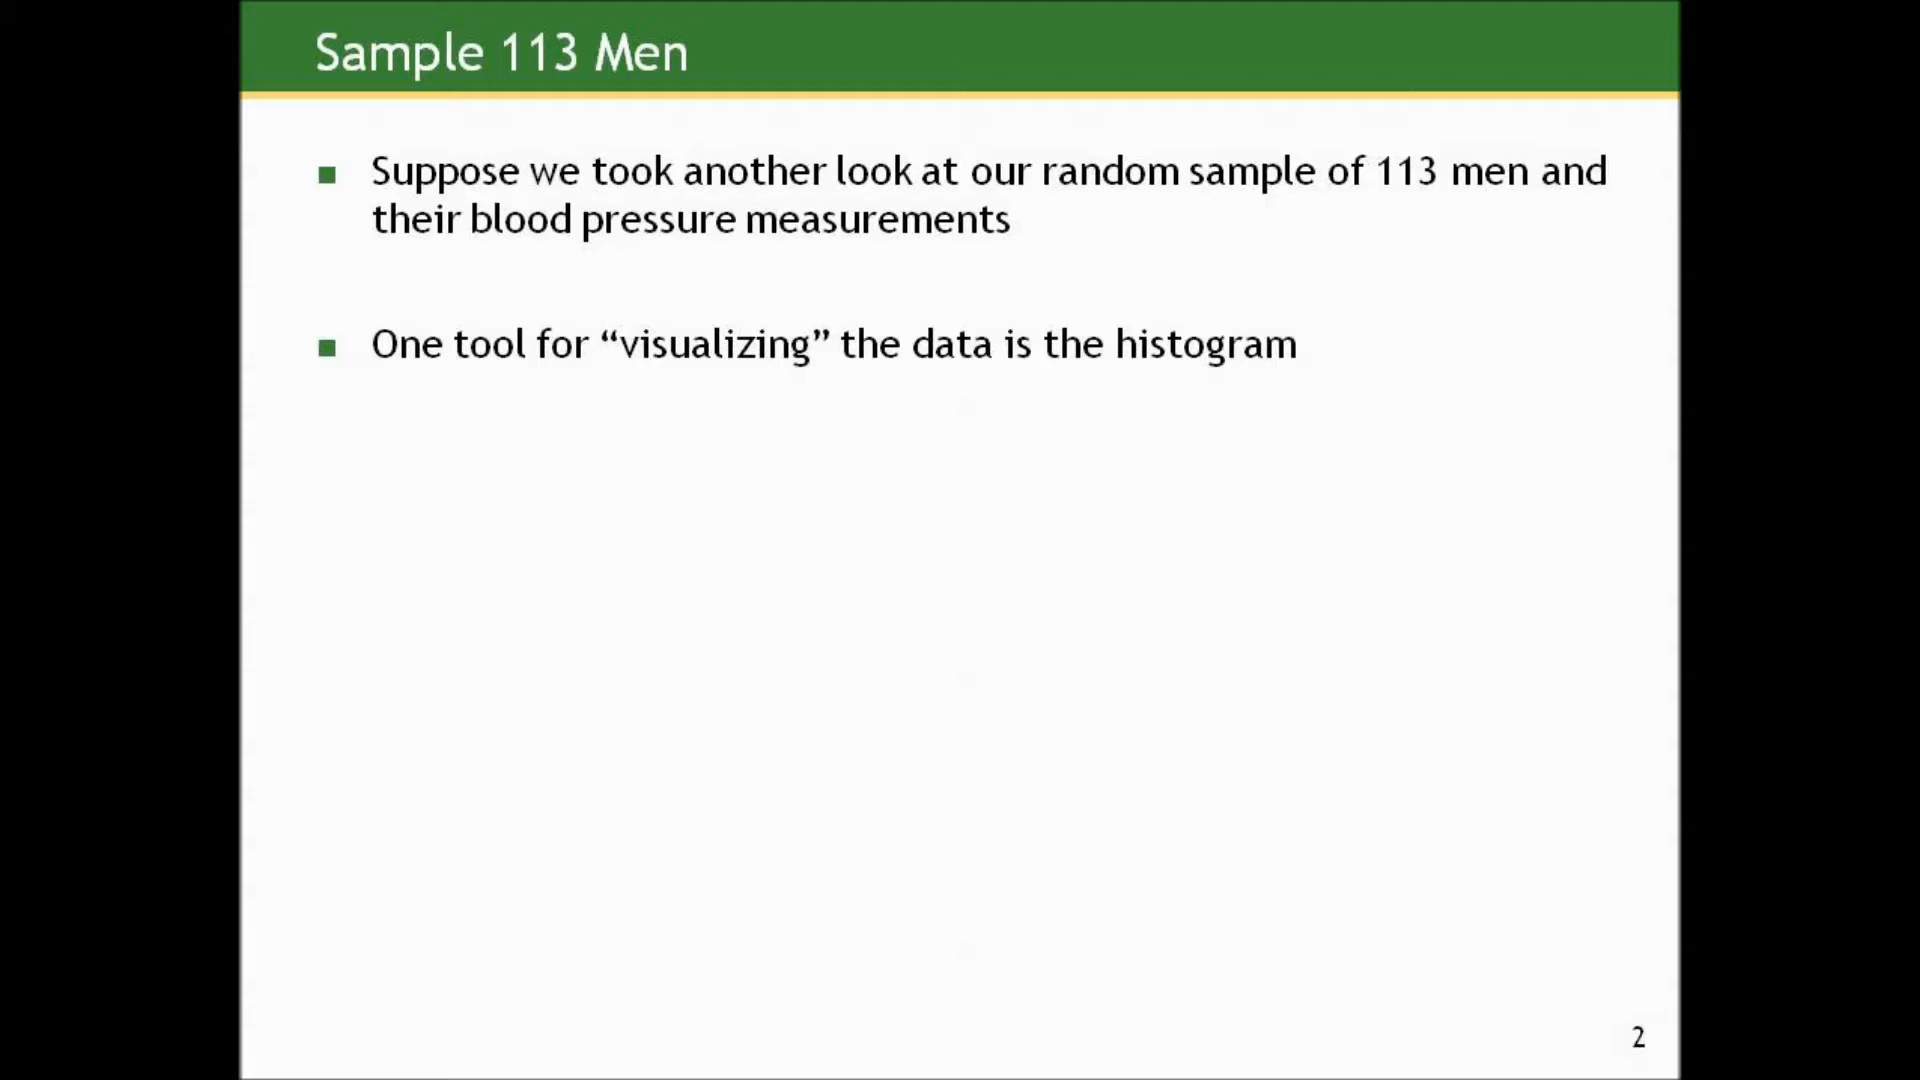 Sample 113 Men
Suppose we took another look at our random sample of 113 men and
their blood pressure measurements
One tool for “visualizing” the data is the histogram
2